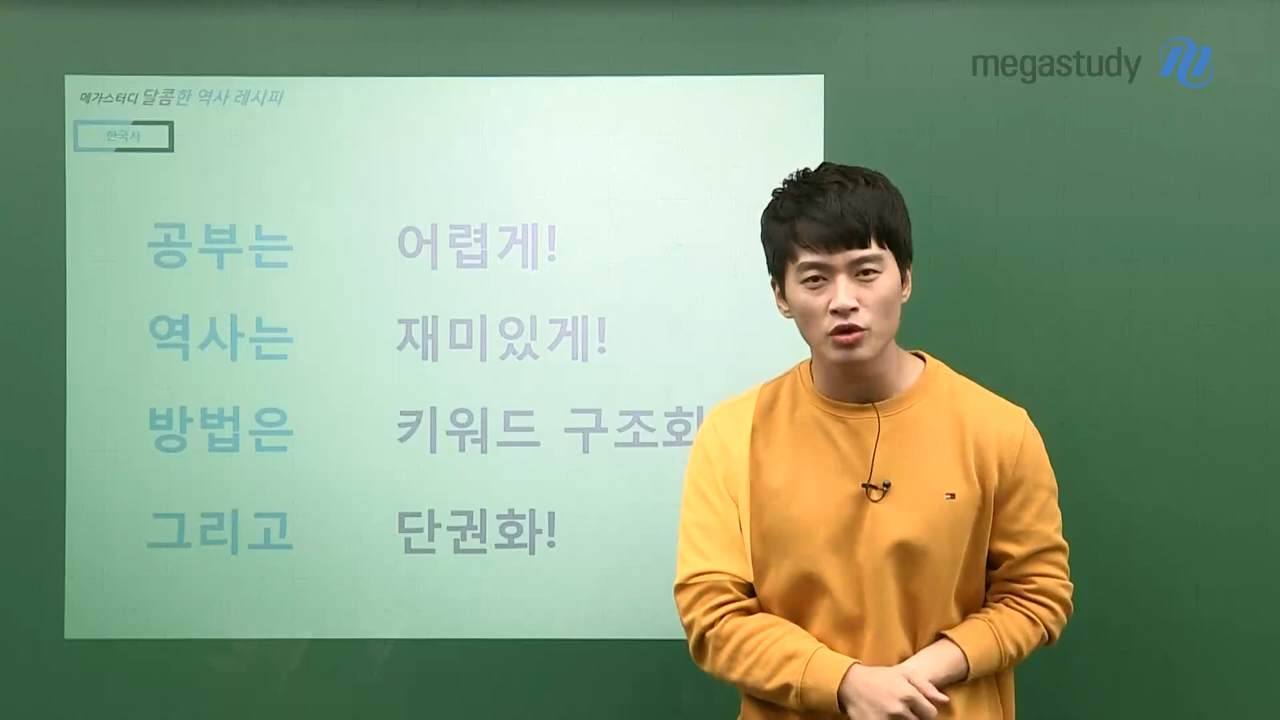 megastudy
메가스터디 달콤한 역사 레시피
한국사
공부는 어렵게!
역사는 재미있게!
방법은 키워드 구조화
그리고 단권화!